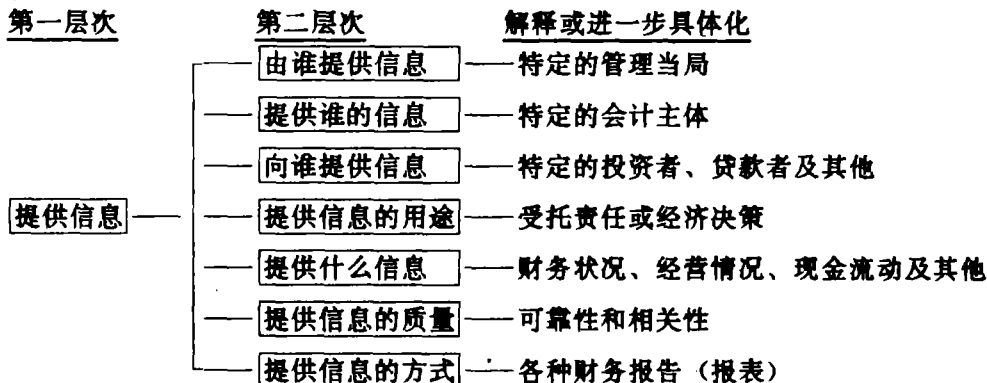 第一层次 第二层次 解释或进一步具体化
由谁提供信息 特定的管理当局
提供谁的信息 特定的会计主体
向谁提供信息 特定的投资者、贷款者及其他
提供信息 提供信息的用途 受托责任或经济决策
提供什么信息 财务状况、经营情况、现金流动及其他
提供信息的质量 可靠性和相关性
提供信息的方式 各种财务报告（报表）